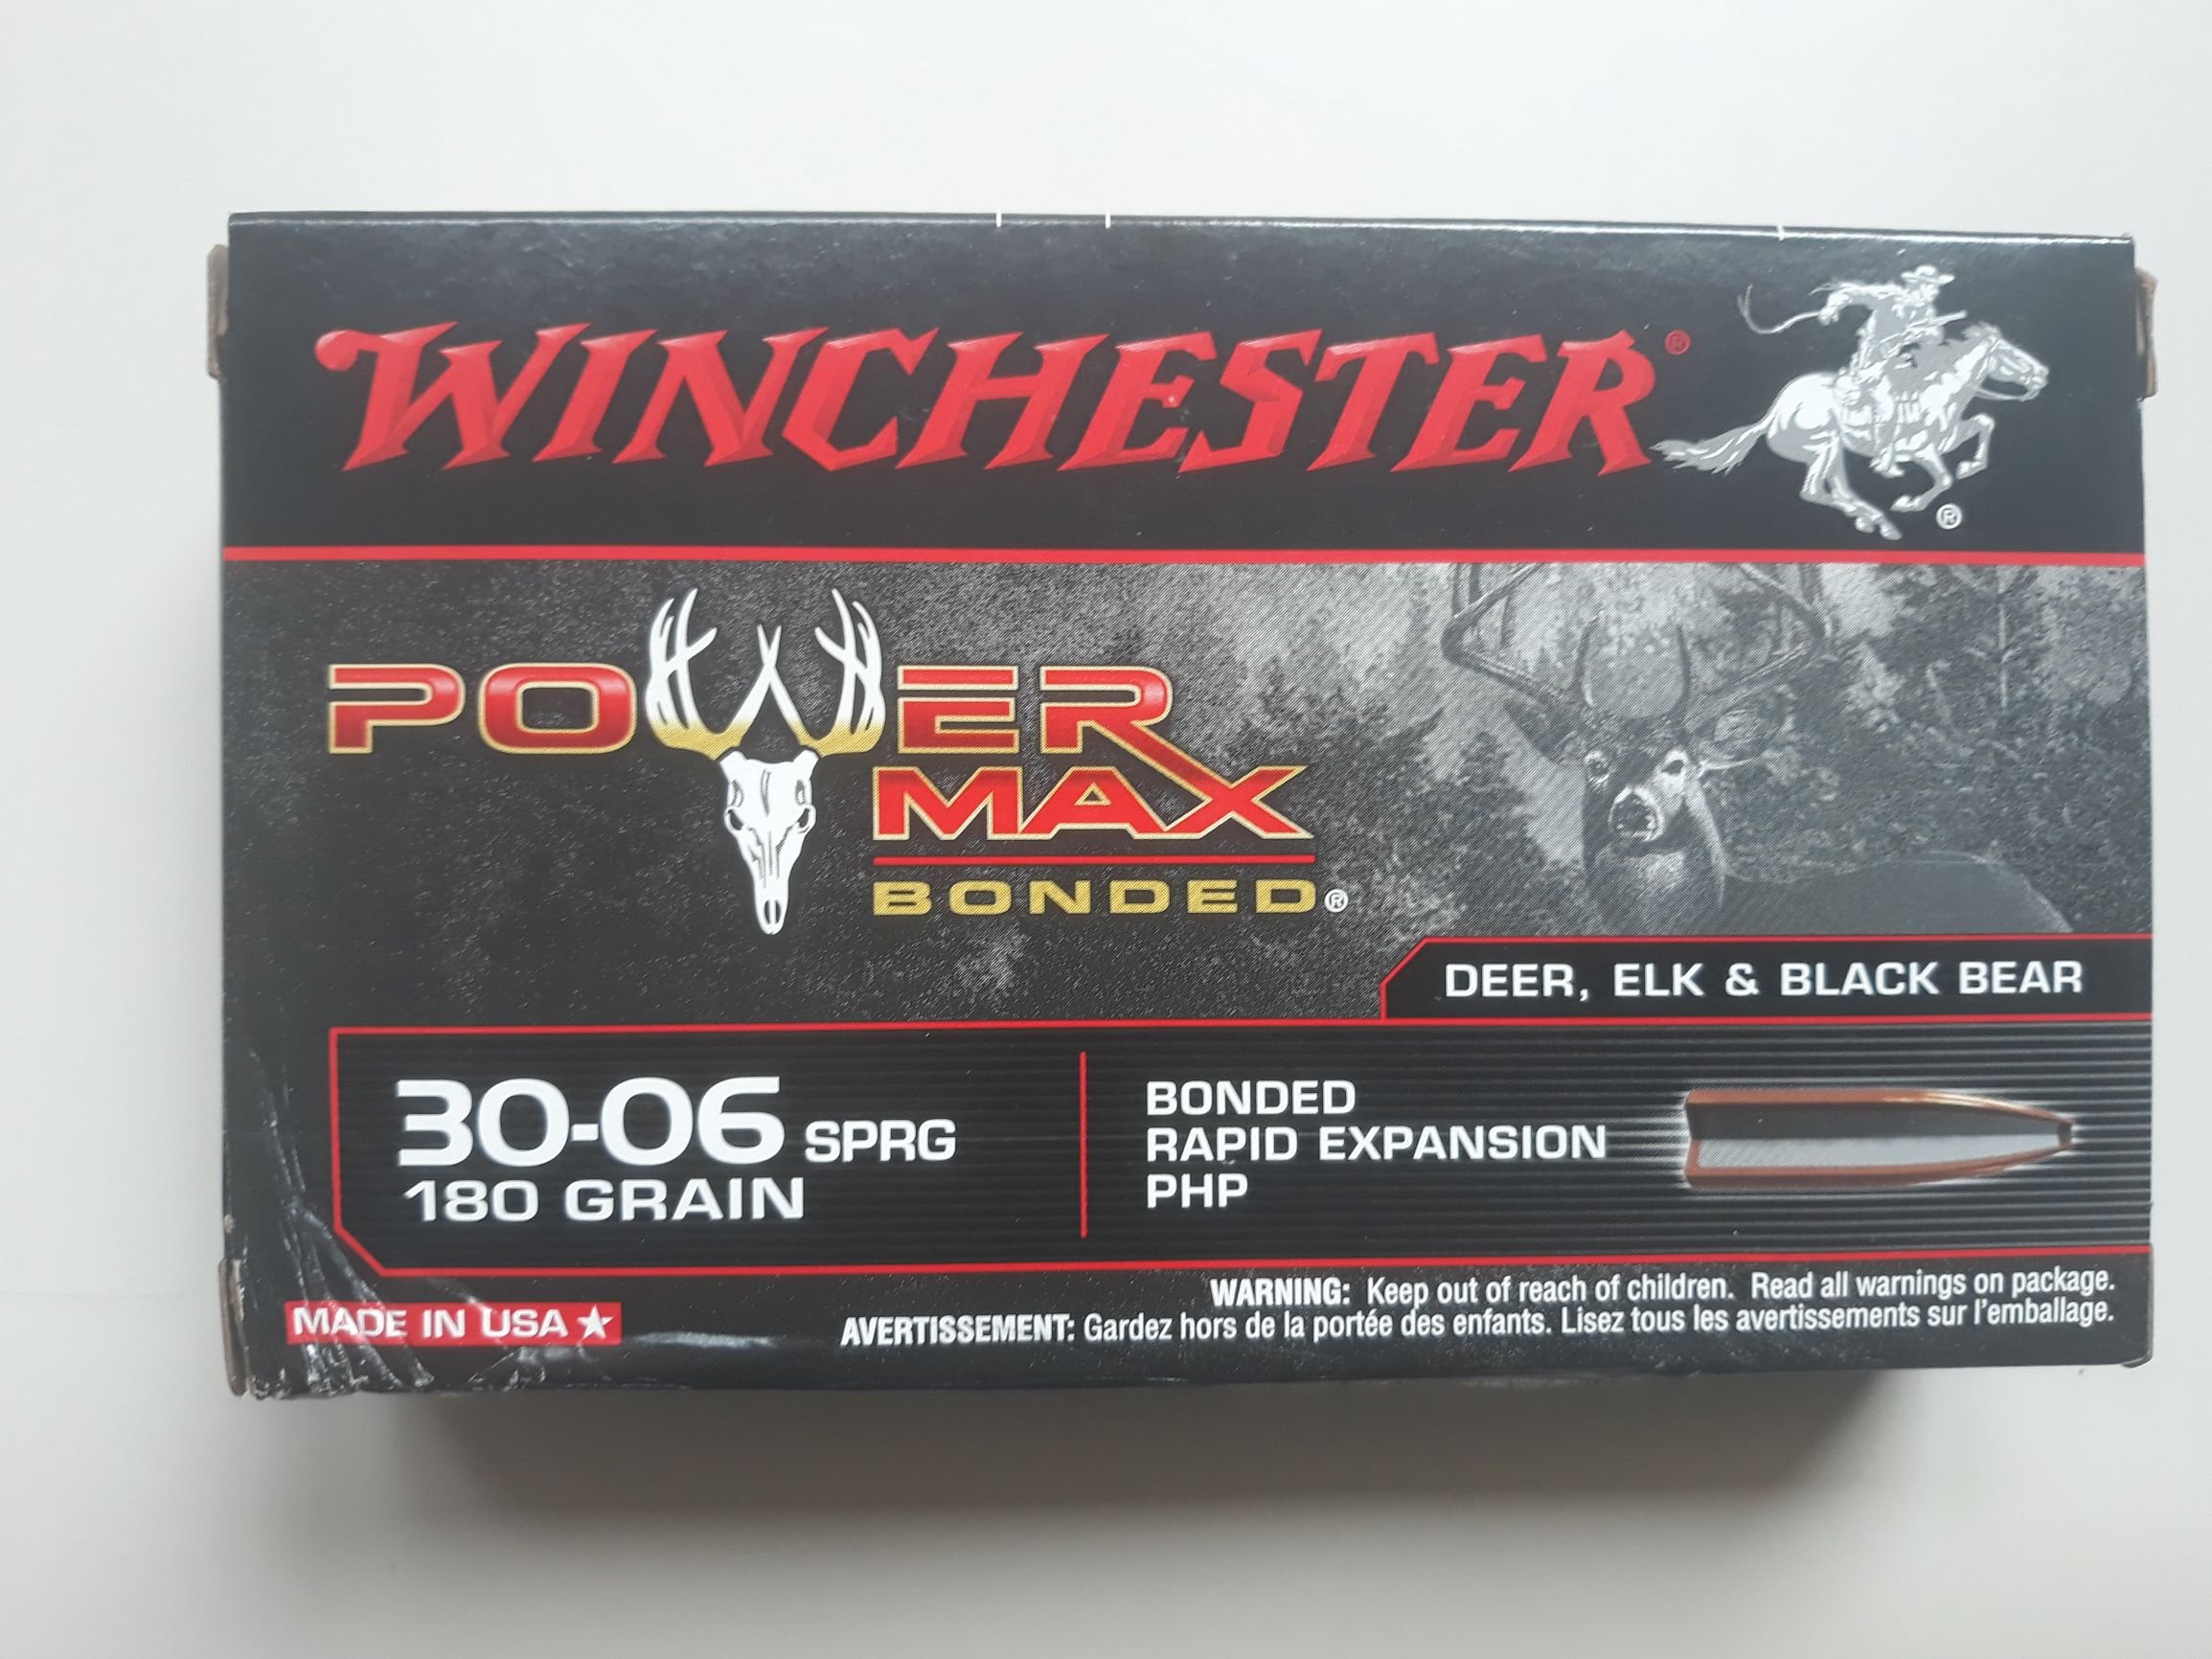 WINCHESTER®
®
POWER
MAX
BONDED®
DEER, ELK & BLACK BEAR
30-06 SPRG
180 GRAIN
BONDED
RAPID EXPANSION
PHP
MADE IN USA
WARNING: Keep out of reach of children. Read all warnings on package.
AVERTISSEMENT: Gardez hors de la portée des enfants. Lisez tous les avertissements sur l'emballage.